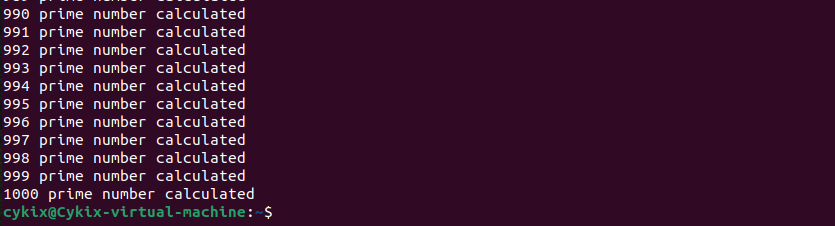 990 prime number calculated
991 prime number calculated
992 prime number calculated
993 prime number calculated
994 prime number calculated
995 prime number calculated
996 prime number calculated
997 prime number calculated
998 prime number calculated
999 prime number calculated
1000 prime number calculated
cykix@Cykix-virtual-machine:~$